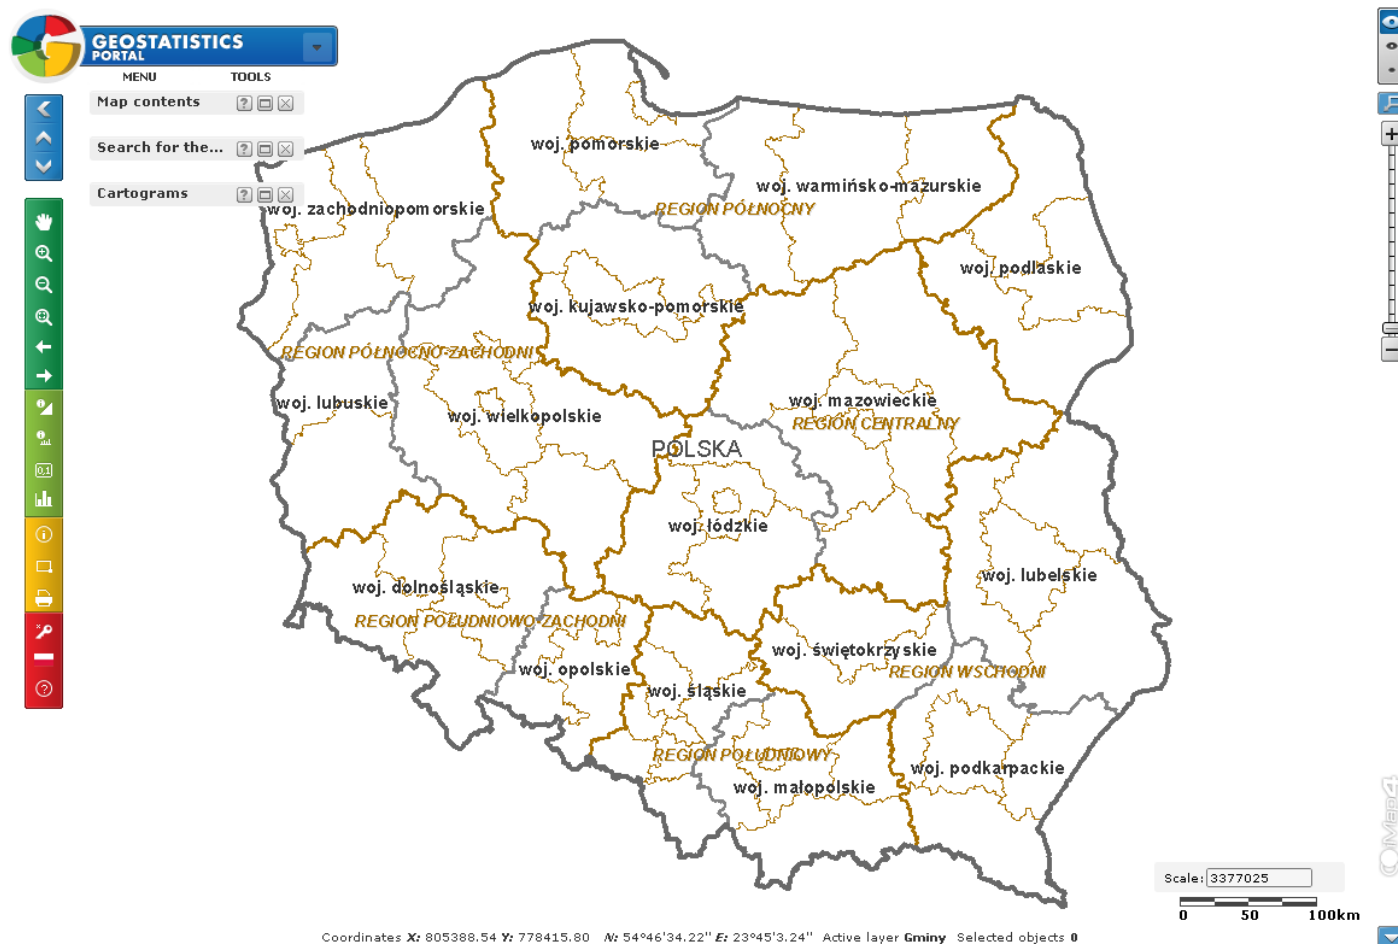 GEOSTATISTICS
PORTAL
MENU TOOLS
Map contents
Search for the...
Cartograms
woj. pomorskie
woj. warmińsko-mazurskie
woj. zachodniopomorskie
REGION PÓŁNOCNY
woj. podlaskie
woj. kujawsko-pomorskie
REGION PÓŁNOCNO-ZACHODNI
woj. lubuskie
woj. mazowieckie
woj. wielkopolskie
REGION CENTRALNY
POLSKA
woj. łódzkie
woj. lubelskie
woj. dolnośląskie
REGION POŁUDNIOWO-ZACHODNI
woj. świętokrzyskie
woj. opolskie
REGION WSCHODNI
woj. śląskie
REGION POŁUDNIOWY
woj. podkarpackie
woj. małopolskie
0,1
Scale: 3377025
0 50 100km
Coordinates X: 805388.54 Y: 778415.80 N: 54°46'34.22" E: 23°45'3.24" Active layer Gminy Selected objects 0